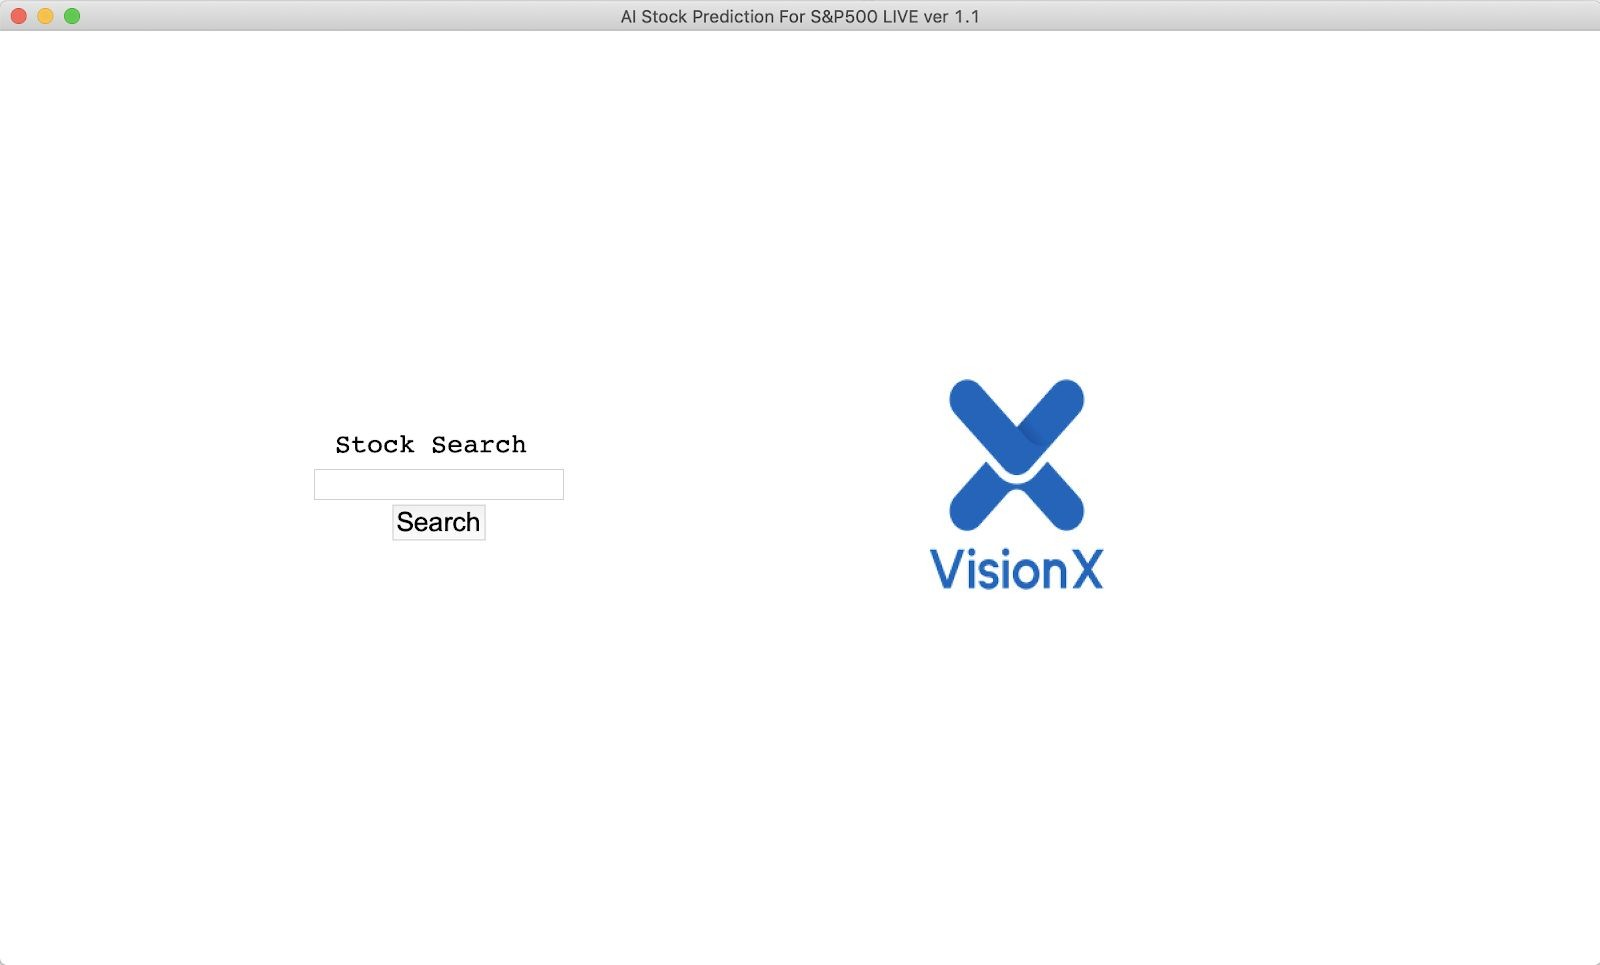 AI Stock Prediction For S&P500 LIVE ver 1.1
Stock Search
Search
VisionX